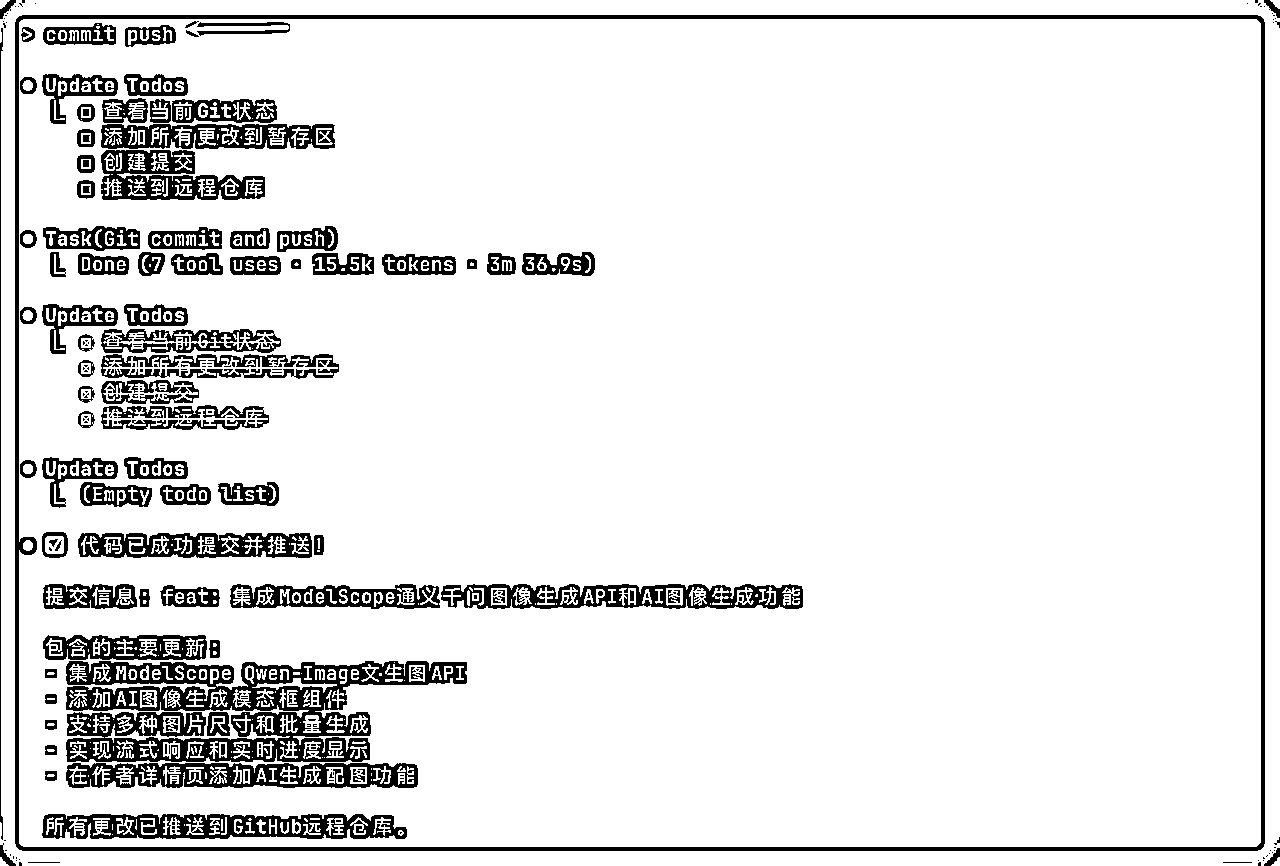 > commit push
Update Todos
查看当前Git状态
添加所有更改到暂存区
创建提交
推送到远程仓库
Task(Git commit and push)
Done (7 tool uses · 15.5k tokens · 3m 36.9s)
Update Todos
查看当前Git状态
添加所有更改到暂存区
创建提交
推送到远程仓库
Update Todos
(Empty todo list)
代码已成功提交并推送!
提交信息: feat: 集成ModelScope通义千问图像生成API和AI图像生成功能
包含的主要更新:
- 集成ModelScope Qwen-Image文生图API
- 添加AI图像生成模态框组件
- 支持多种图片尺寸和批量生成
- 实现流式响应和实时进度显示
- 在作者详情页添加AI生成配图功能
所有更改已推送到GitHub远程仓库。